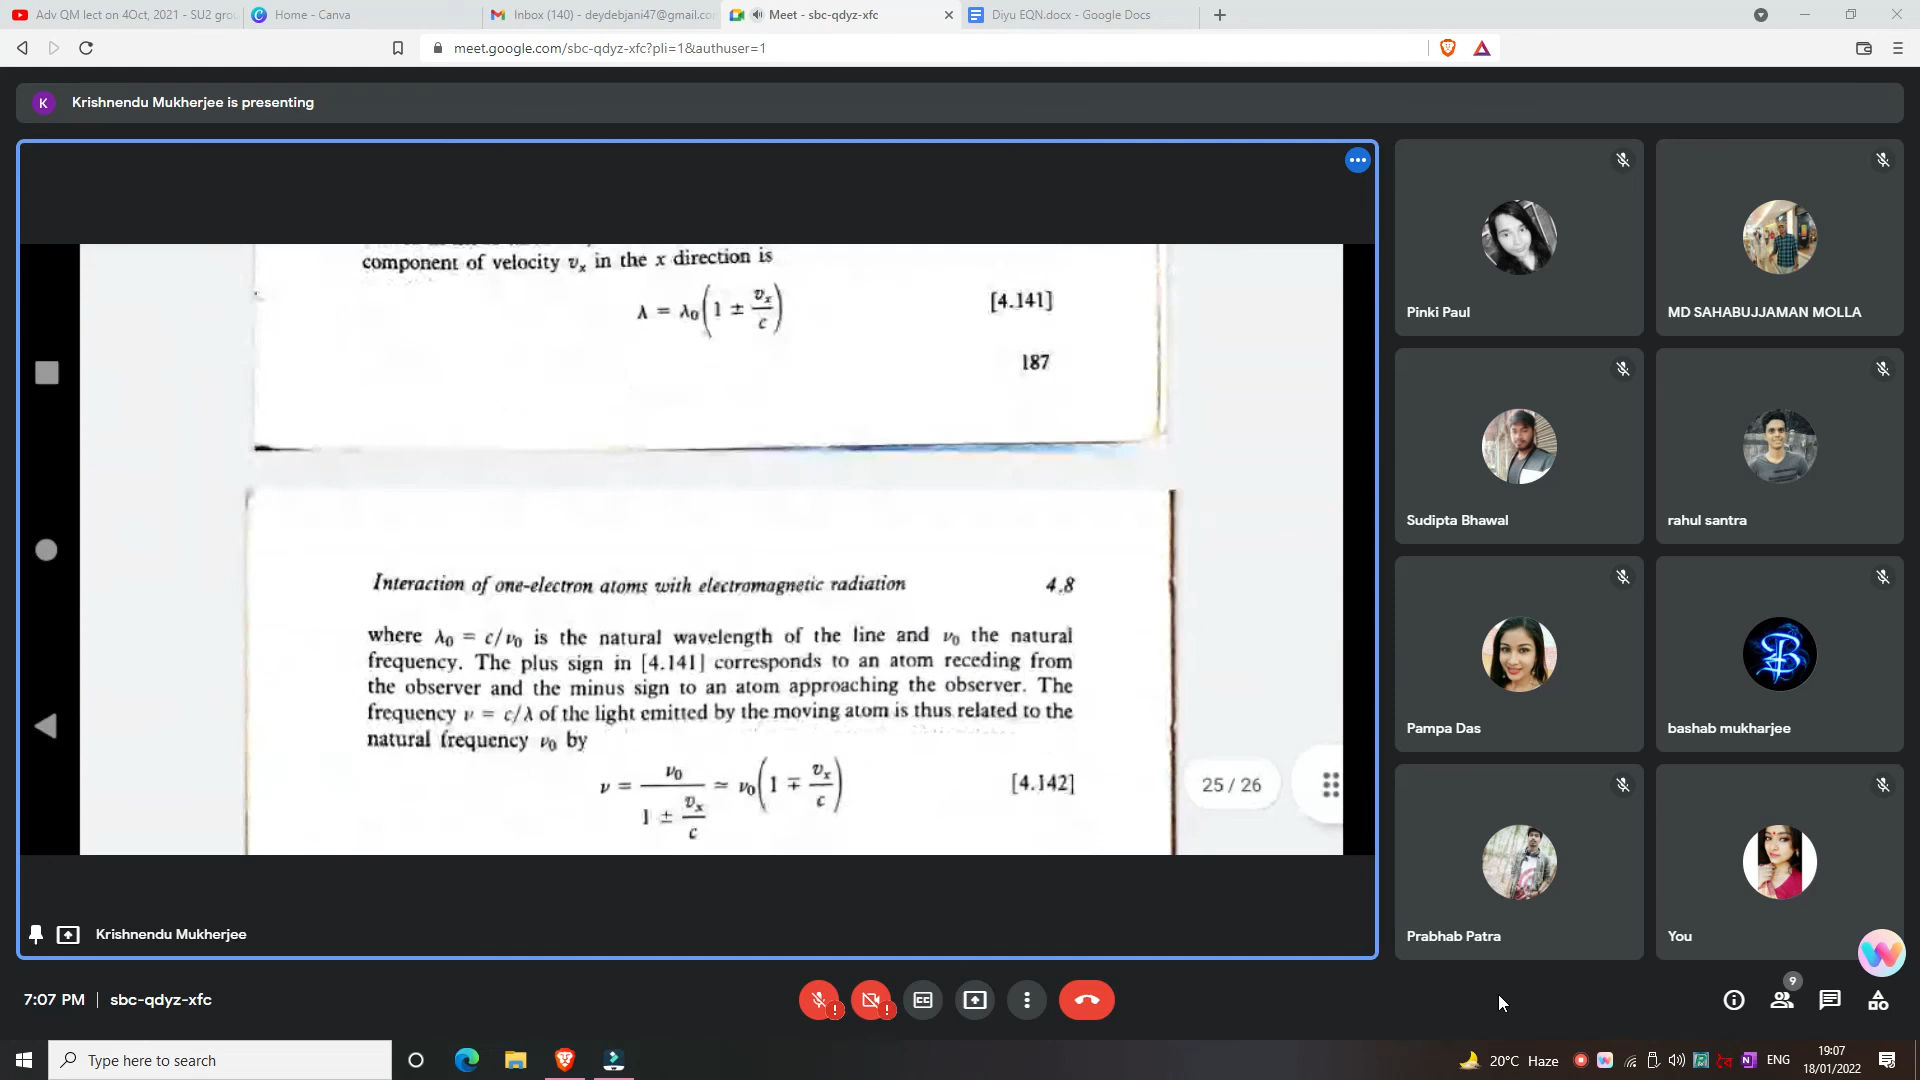 Adv QM lect on 4Oct, 2021 - SU2 grou
Home - Canva
Inbox (140) - deydebjani47@gmail.co
Meet - sbc-qdyz-xfc
Diyu EQN.docx - Google Docs
meet.google.com/sbc-qdyz-xfc?pli=1&authuser=1
K
Krishnendu Mukherjee is presenting
component of velocity vₓ in the x direction is
λ = λ₀(1 ± vₓ/c) [4.141]
187
Interaction of one-electron atoms with electromagnetic radiation 4.8
where λ₀ = c/ν₀ is the natural wavelength of the line and ν₀ the natural
frequency. The plus sign in [4.141] corresponds to an atom receding from
the observer and the minus sign to an atom approaching the observer. The
frequency ν = c/λ of the light emitted by the moving atom is thus related to the
natural frequency ν₀ by
ν = ν₀/(1 ± vₓ/c) ≃ ν₀(1 ∓ vₓ/c) [4.142]
25 / 26
Krishnendu Mukherjee
Pinki Paul
MD SAHABUJJAMAN MOLLA
Sudipta Bhawal
rahul santra
Pampa Das
bashab mukharjee
Prabhab Patra
You
7:07 PM | sbc-qdyz-xfc
9
Type here to search
20°C Haze
ENG
19:07
18/01/2022